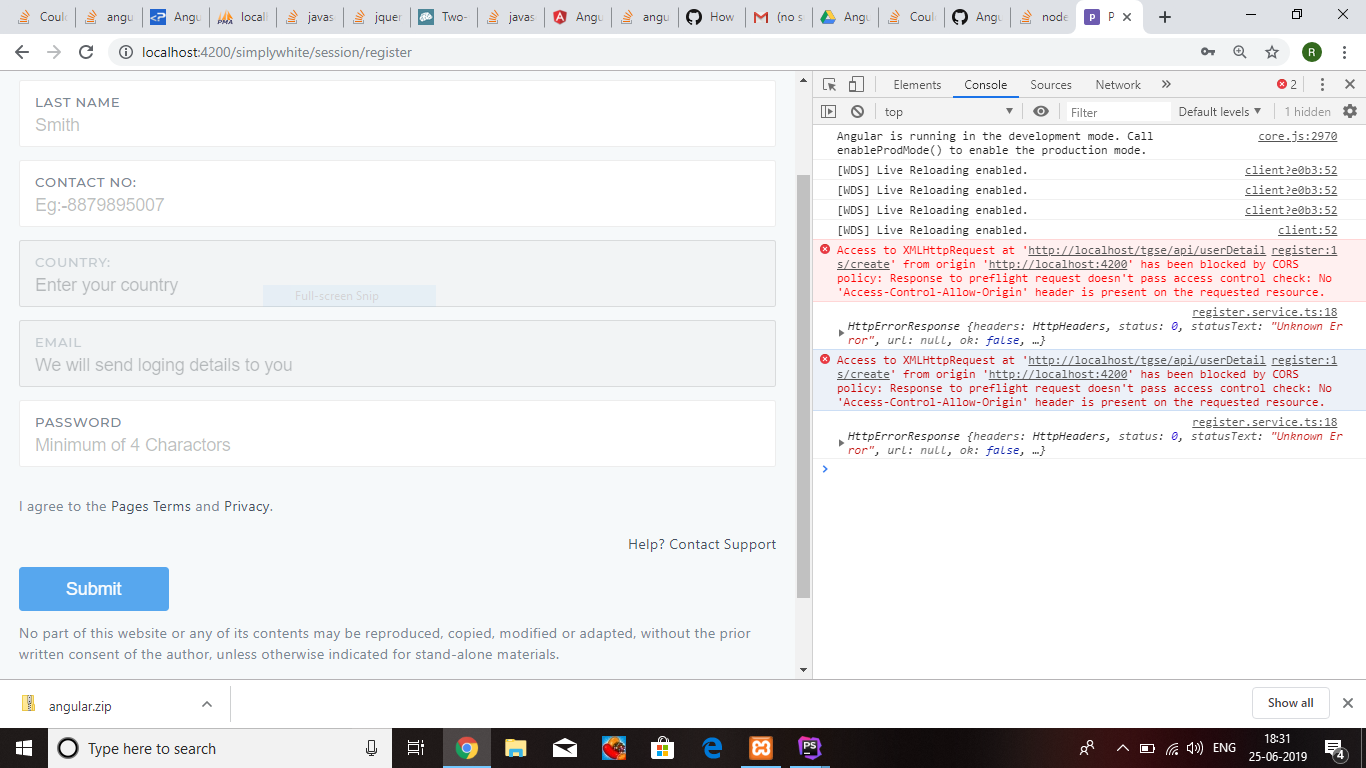 Could
angu
Angu
locall
javas
jquer
Two-
javas
Angu
angu
How
(no s
Angu
Coul
Angu
node
P
localhost:4200/simplywhite/session/register
R
LAST NAME
Smith
CONTACT NO:
Eg:-8879895007
COUNTRY:
Enter your country
Full-screen Snip
EMAIL
We will send loging details to you
PASSWORD
Minimum of 4 Charactors
I agree to the Pages Terms and Privacy.
Help? Contact Support
Submit
No part of this website or any of its contents may be reproduced, copied, modified or adapted, without the prior
written consent of the author, unless otherwise indicated for stand-alone materials.
Elements Console Sources Network » 2
top Filter Default levels 1 hidden
Angular is running in the development mode. Call core.js:2970
enableProdMode() to enable the production mode.
[WDS] Live Reloading enabled. client?e0b3:52
[WDS] Live Reloading enabled. client?e0b3:52
[WDS] Live Reloading enabled. client?e0b3:52
[WDS] Live Reloading enabled. client:52
Access to XMLHttpRequest at 'http://localhost/tgse/api/userDetail register:1
s/create' from origin 'http://localhost:4200' has been blocked by CORS
policy: Response to preflight request doesn't pass access control check: No
'Access-Control-Allow-Origin' header is present on the requested resource.
register.service.ts:18
HttpErrorResponse {headers: HttpHeaders, status: 0, statusText: "Unknown Er
ror", url: null, ok: false, …}
Access to XMLHttpRequest at 'http://localhost/tgse/api/userDetail register:1
s/create' from origin 'http://localhost:4200' has been blocked by CORS
policy: Response to preflight request doesn't pass access control check: No
'Access-Control-Allow-Origin' header is present on the requested resource.
register.service.ts:18
HttpErrorResponse {headers: HttpHeaders, status: 0, statusText: "Unknown Er
ror", url: null, ok: false, …}
angular.zip
Show all
Type here to search
PS
ENG
18:31
25-06-2019
4